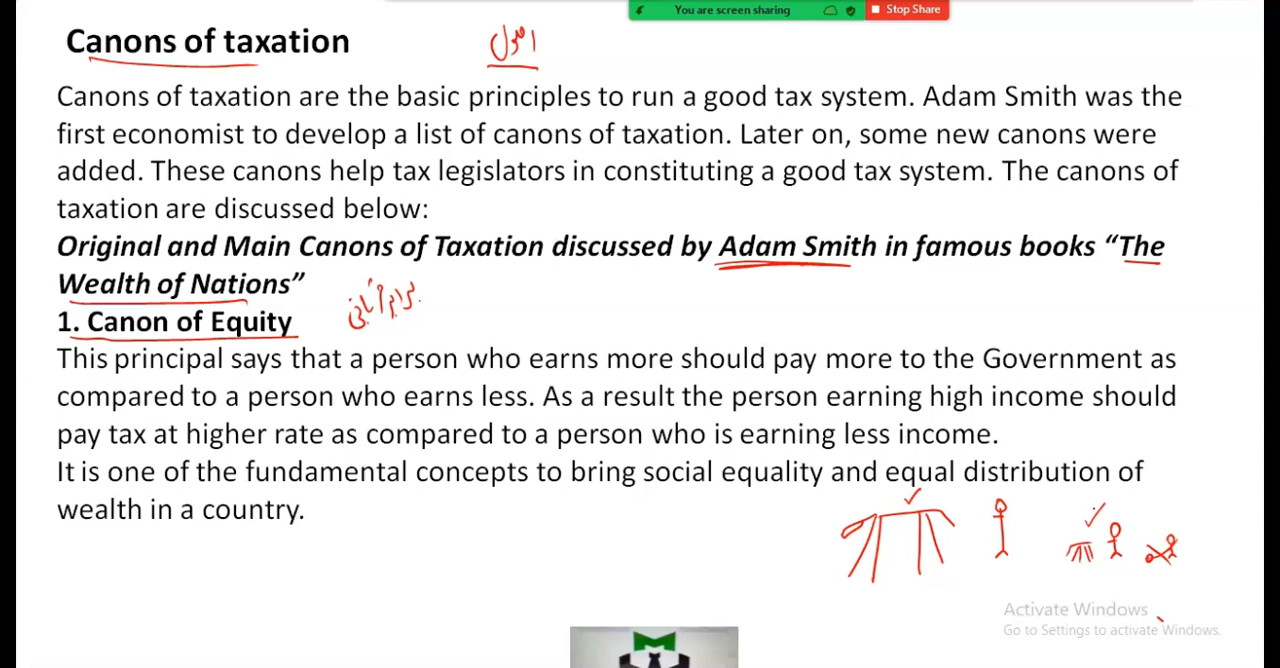 You are screen sharing Stop Share
Canons of taxation
اصول
Canons of taxation are the basic principles to run a good tax system. Adam Smith was the
first economist to develop a list of canons of taxation. Later on, some new canons were
added. These canons help tax legislators in constituting a good tax system. The canons of
taxation are discussed below:
Original and Main Canons of Taxation discussed by Adam Smith in famous books “The
Wealth of Nations”
1. Canon of Equity
This principal says that a person who earns more should pay more to the Government as
compared to a person who earns less. As a result the person earning high income should
pay tax at higher rate as compared to a person who is earning less income.
It is one of the fundamental concepts to bring social equality and equal distribution of
wealth in a country.
Activate Windows
Go to Settings to activate Windows.